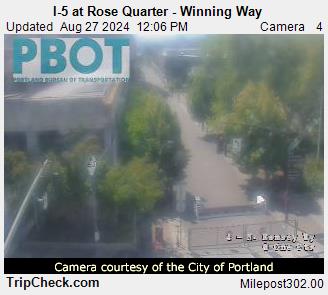 I-5 at Rose Quarter - Winning Way
Updated Aug 27 2024 12:06 PM Camera 4
PBOT
PORTLAND BUREAU OF TRANSPORTATION
Camera courtesy of the City of Portland
TripCheck.com Milepost302.00